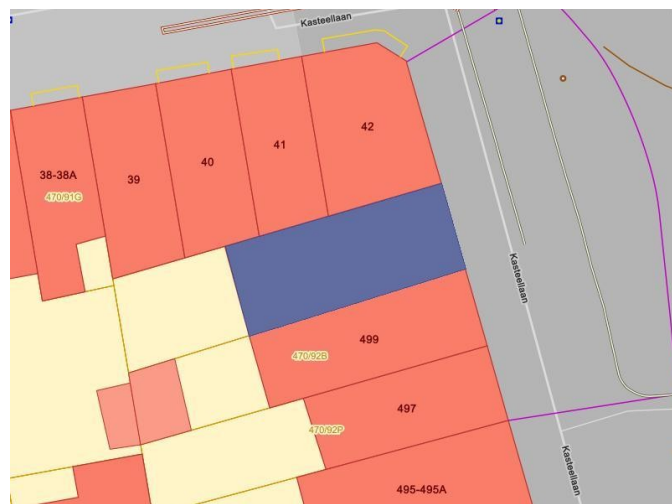 Kasteellaan
42
41
40
39
38-38A
470/91G
Kasteellaan
499
470/92B
497
470/92P
Kasteellaan
495-495A